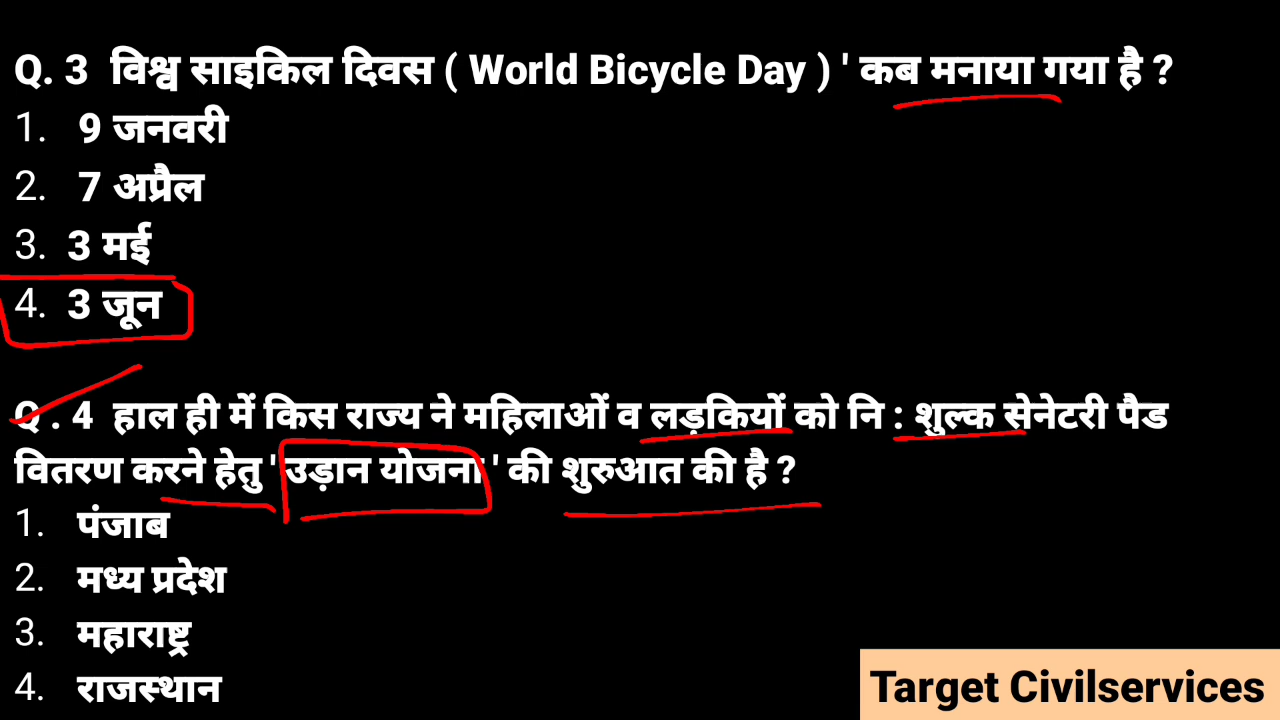 Q. 3 विश्व साइकिल दिवस ( World Bicycle Day ) ' कब मनाया गया है ?
1. 9 जनवरी
2. 7 अप्रैल
3. 3 मई
4. 3 जून
Q . 4 हाल ही में किस राज्य ने महिलाओं व लड़कियों को नि : शुल्क सेनेटरी पैड
वितरण करने हेतु ' उड़ान योजना ' की शुरुआत की है ?
1. पंजाब
2. मध्य प्रदेश
3. महाराष्ट्र
4. राजस्थान
Target Civilservices